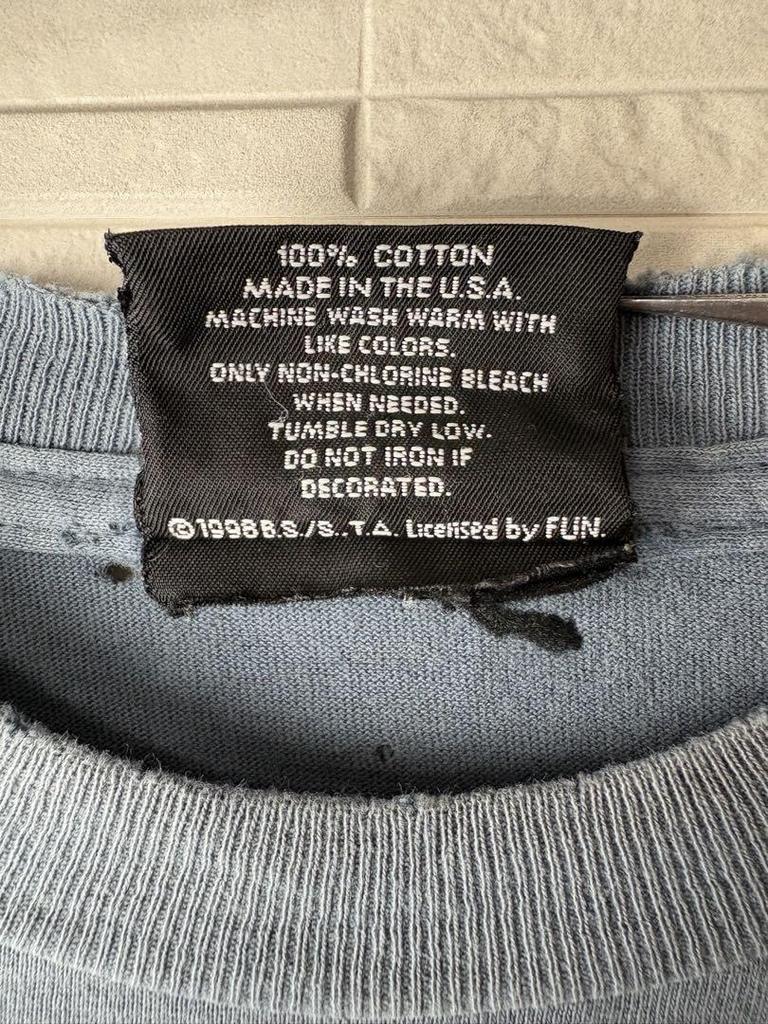 100% COTTON
MADE IN THE U.S.A.
MACHINE WASH WARM WITH
LIKE COLORS.
ONLY NON-CHLORINE BLEACH
WHEN NEEDED.
TUMBLE DRY LOW.
DO NOT IRON IF
DECORATED.
©1998 B.S./S..T.A. Licensed by FUN.